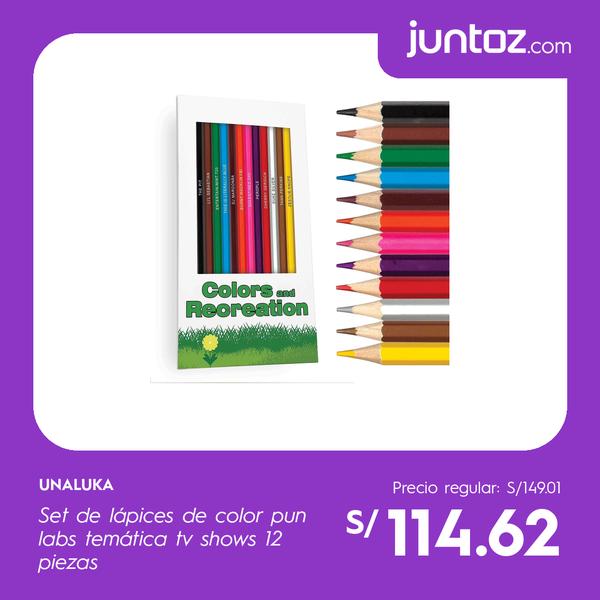 juntoz.com
Colors and
Recreation
UNALUKA
Set de lápices de color pun
labs temática tv shows 12
piezas
Precio regular: S/149.01
S/ 114.62